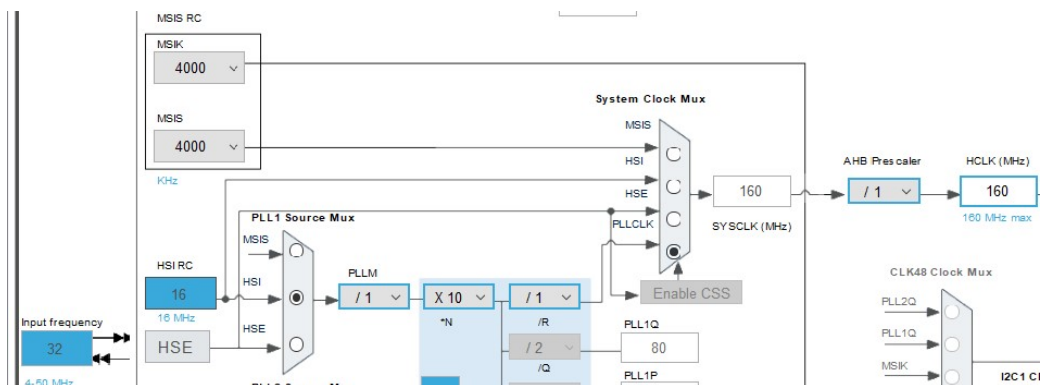 MSIS RC
MSIK
4000
MSIS
4000
KHz
System Clock Mux
MSIS
HSI
HSE
PLLCLK
160
SYSCLK (MHz)
AHB Prescaler
/ 1
HCLK (MHz)
160
160 MHz max
Enable CSS
PLL1 Source Mux
MSIS
HSI
HSE
HSI RC
16
16 MHz
HSE
Input frequency
32
4-50 MHz
PLLM
/ 1
X 10
*N
/ 1
/R
/ 2
/Q
PLL1Q
80
PLL1P
CLK48 Clock Mux
PLL2Q
PLL1Q
MSIK